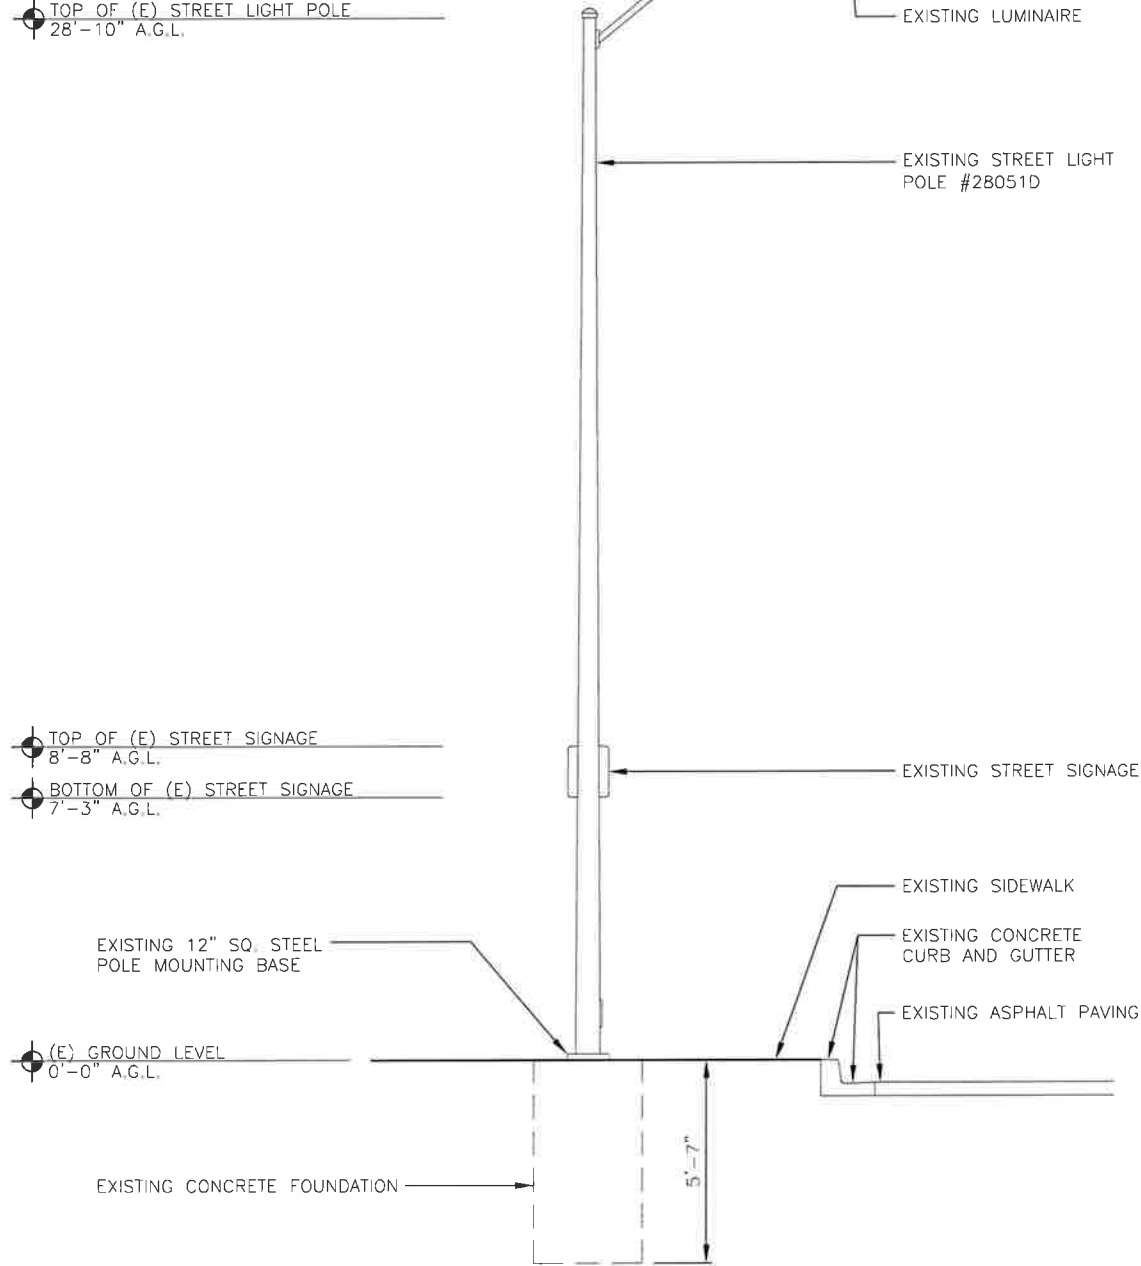 TOP OF (E) STREET LIGHT POLE
28'-10" A.G.L.
EXISTING LUMINAIRE
EXISTING STREET LIGHT
POLE #28051D
TOP OF (E) STREET SIGNAGE
8'-8" A.G.L.
EXISTING STREET SIGNAGE
BOTTOM OF (E) STREET SIGNAGE
7'-3" A.G.L.
EXISTING SIDEWALK
EXISTING 12" SQ. STEEL
POLE MOUNTING BASE
EXISTING CONCRETE
CURB AND GUTTER
EXISTING ASPHALT PAVING
(E) GROUND LEVEL
0'-0" A.G.L.
5'-7"
EXISTING CONCRETE FOUNDATION